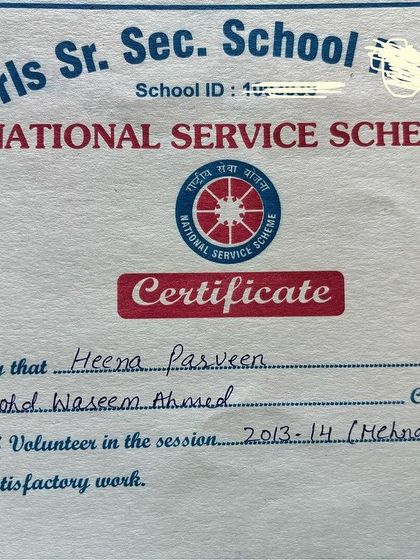 rls Sr. Sec. School
School ID :
NATIONAL SERVICE SCHE
राष्ट्रीय सेवा योजना
NATIONAL SERVICE SCHEME
Certificate
y that Heena Parveen
ohd Waseem Ahmed C
Volunteer in the session 2013-14 (Mehnd
tisfactory work.